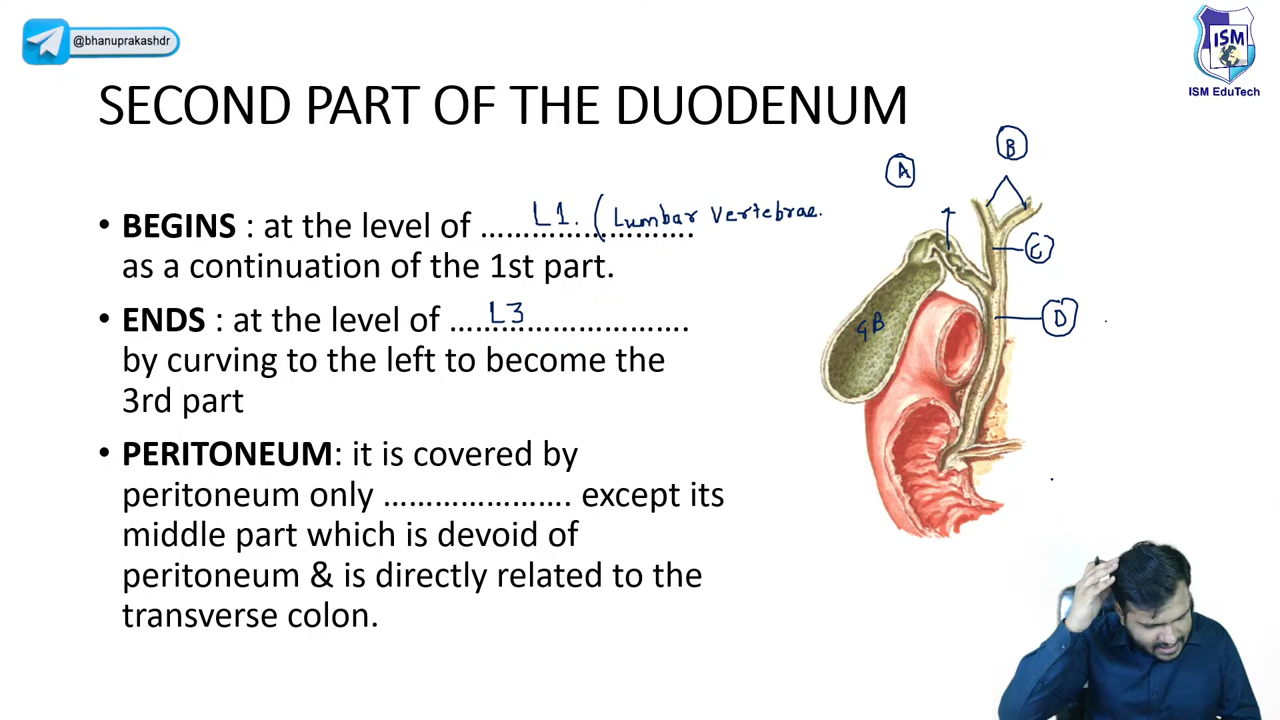 @bhanuprakashdr
ISM
ISM EduTech
SECOND PART OF THE DUODENUM
B
A
• BEGINS : at the level of ………………………. L1. (Lumbar Vertebrae.
as a continuation of the 1st part.
C
• ENDS : at the level of ………………………. L3
D
GB
by curving to the left to become the
3rd part
• PERITONEUM: it is covered by
peritoneum only …………………. except its
middle part which is devoid of
peritoneum & is directly related to the
transverse colon.